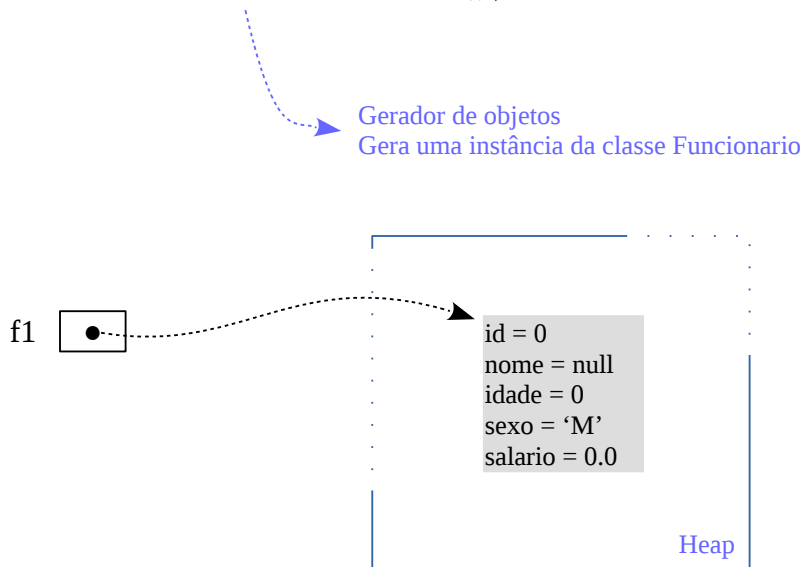 Gerador de objetos
Gera uma instância da classe Funcionario
f1
id = 0
nome = null
idade = 0
sexo = ‘M’
salario = 0.0
Heap